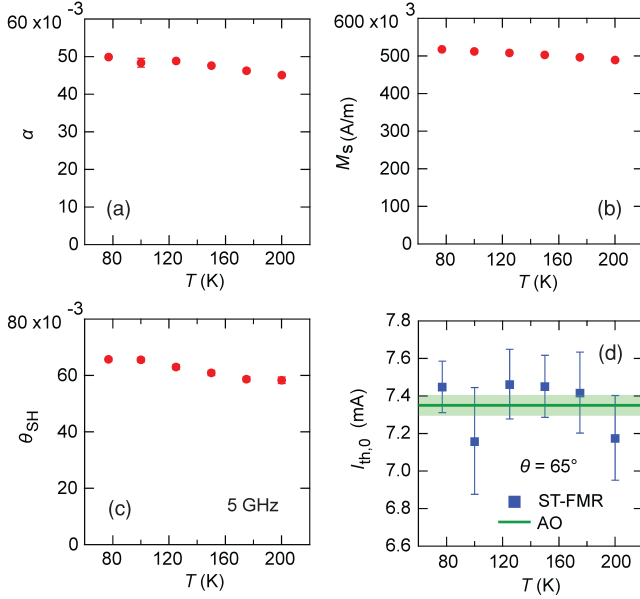 60 x10⁻³
50
40
30
20
10
0
α
(a)
80 120 160 200
T (K)
600 x10³
500
400
300
200
100
0
Mₛ (A/m)
(b)
80 120 160 200
T (K)
80 x10⁻³
60
40
20
0
θSH
(c)
5 GHz
80 120 160 200
T (K)
7.8
7.6
7.4
7.2
7.0
6.8
6.6
Ith,0 (mA)
(d)
θ = 65°
ST-FMR
AO
80 120 160 200
T (K)